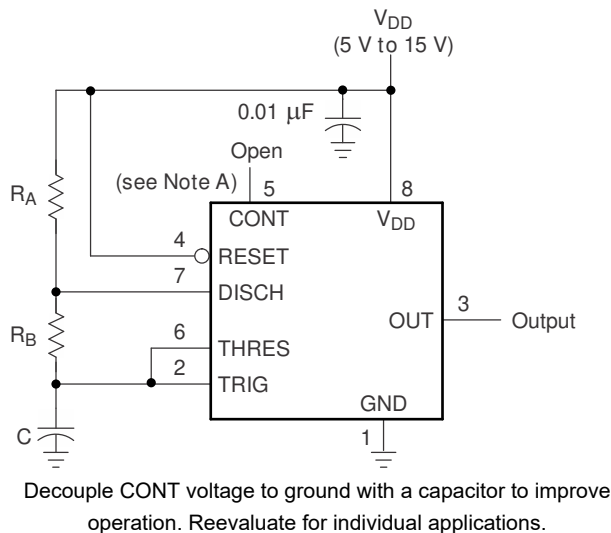 V_DD
(5 V to 15 V)
0.01 μF
Open
(see Note A)
5
8
R_A
CONT
V_DD
4
RESET
7
DISCH
3
OUT
Output
R_B
6
THRES
2
TRIG
GND
C
1
Decouple CONT voltage to ground with a capacitor to improve
operation. Reevaluate for individual applications.